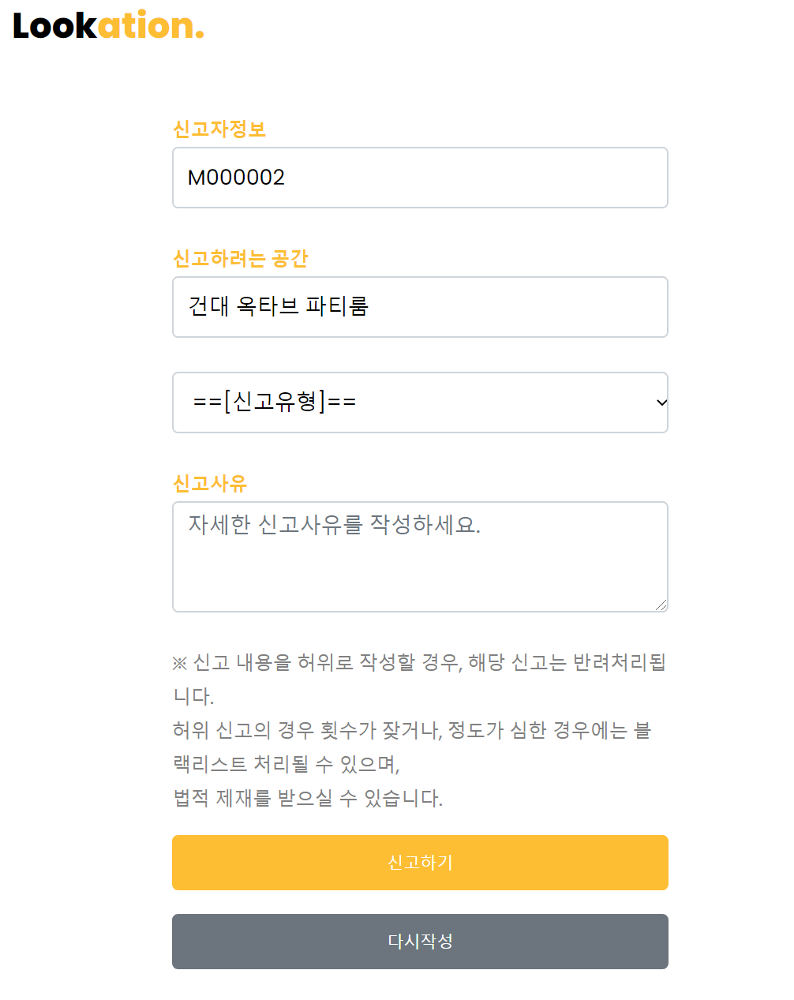 Lookation.
신고자정보
M000002
신고하려는 공간
건대 옥타브 파티룸
==[신고유형]==
신고사유
자세한 신고사유를 작성하세요.
※ 신고 내용을 허위로 작성할 경우, 해당 신고는 반려처리됩
니다.
허위 신고의 경우 횟수가 잦거나, 정도가 심한 경우에는 블
랙리스트 처리될 수 있으며,
법적 제재를 받으실 수 있습니다.
신고하기
다시작성